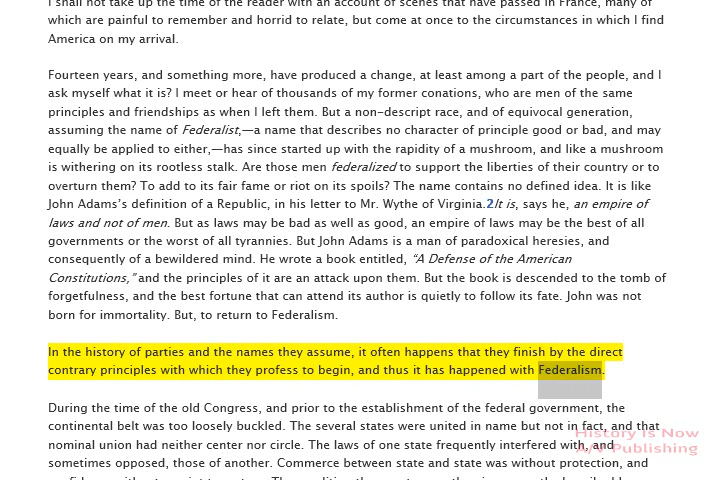 I shall not take up the time of the reader with an account of scenes that have passed in France, many of
which are painful to remember and horrid to relate, but come at once to the circumstances in which I find
America on my arrival.
Fourteen years, and something more, have produced a change, at least among a part of the people, and I
ask myself what it is? I meet or hear of thousands of my former conations, who are men of the same
principles and friendships as when I left them. But a non-descript race, and of equivocal generation,
assuming the name of Federalist,—a name that describes no character of principle good or bad, and may
equally be applied to either,—has since started up with the rapidity of a mushroom, and like a mushroom
is withering on its rootless stalk. Are those men federalized to support the liberties of their country or to
overturn them? To add to its fair fame or riot on its spoils? The name contains no defined idea. It is like
John Adams's definition of a Republic, in his letter to Mr. Wythe of Virginia.2It is, says he, an empire of
laws and not of men. But as laws may be bad as well as good, an empire of laws may be the best of all
governments or the worst of all tyrannies. But John Adams is a man of paradoxical heresies, and
consequently of a bewildered mind. He wrote a book entitled, “A Defense of the American
Constitutions,” and the principles of it are an attack upon them. But the book is descended to the tomb of
forgetfulness, and the best fortune that can attend its author is quietly to follow its fate. John was not
born for immortality. But, to return to Federalism.
In the history of parties and the names they assume, it often happens that they finish by the direct
contrary principles with which they profess to begin, and thus it has happened with Federalism.
During the time of the old Congress, and prior to the establishment of the federal government, the
continental belt was too loosely buckled. The several states were united in name but not in fact, and that
nominal union had neither center nor circle. The laws of one state frequently interfered with, and
sometimes opposed, those of another. Commerce between state and state was without protection, and
History Is Now
A/V Publishing